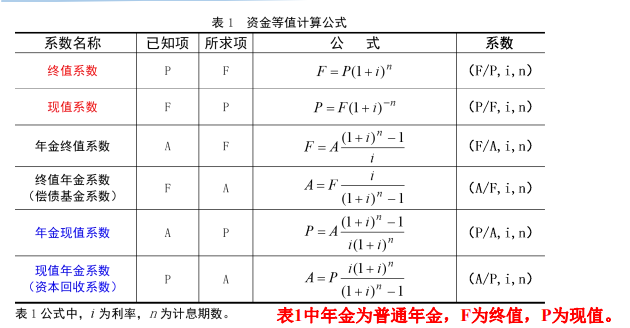 表 1 资金等值计算公式
系数名称 已知项 所求项 公 式 系数
终值系数 P F F = P(1+i)^n （F/P,i,n）
现值系数 F P P = F(1+i)^{-n} （P/F,i,n）
年金终值系数 A F F = A \frac{(1+i)^n - 1}{i} （F/A,i,n）
终值年金系数
（偿债基金系数） F A A = F \frac{i}{(1+i)^n - 1} （A/F,i,n）
年金现值系数 A P P = A \frac{(1+i)^n - 1}{i(1+i)^n} （P/A,i,n）
现值年金系数
（资本回收系数） P A A = P \frac{i(1+i)^n}{(1+i)^n - 1} （A/P,i,n）
表 1 公式中，i 为利率，n 为计息期数。
表1中年金为普通年金，F为终值，P为现值。